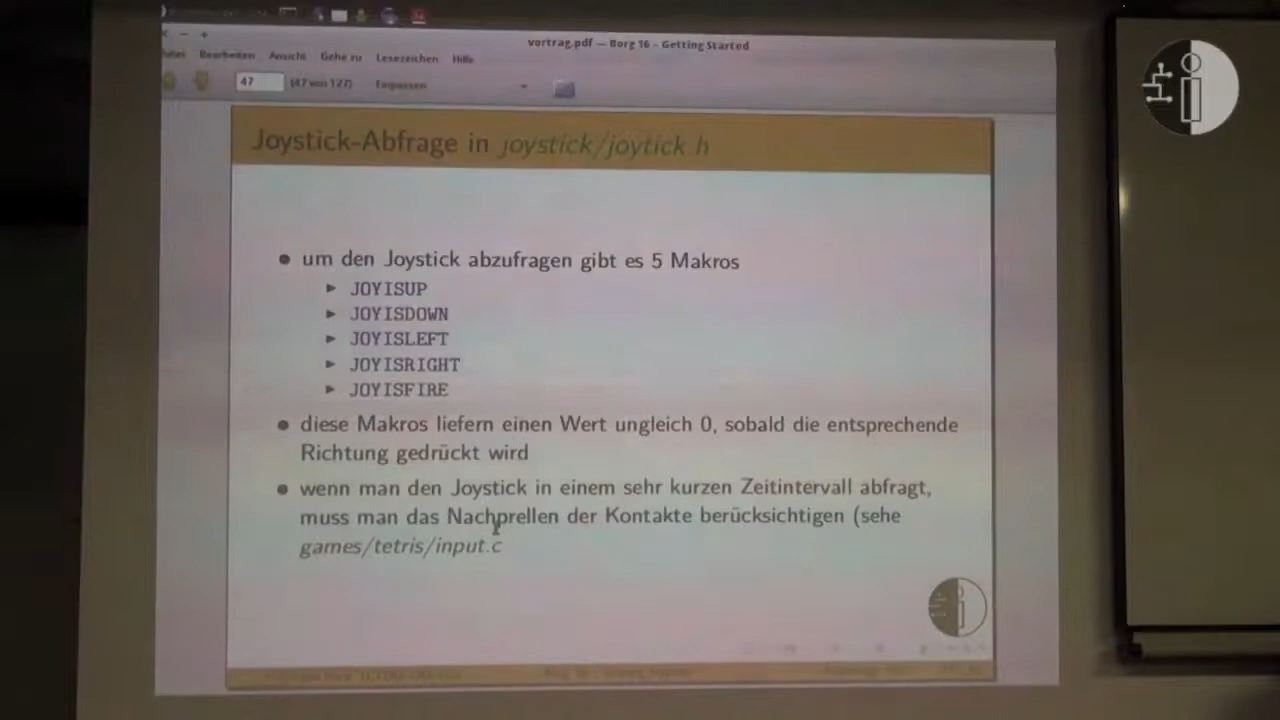 vortrag.pdf — Borg 16 - Getting Started
Bearbeiten Ansicht Gehe zu Lesezeichen Hilfe
47 (47 von 127) Einpassen
Joystick-Abfrage in joystick/joytick.h
um den Joystick abzufragen gibt es 5 Makros
JOYISUP
JOYISDOWN
JOYISLEFT
JOYISRIGHT
JOYISFIRE
diese Makros liefern einen Wert ungleich 0, sobald die entsprechende
Richtung gedrückt wird
wenn man den Joystick in einem sehr kurzen Zeitintervall abfragt,
muss man das Nachprellen der Kontakte berücksichtigen (sehe
games/tetris/input.c